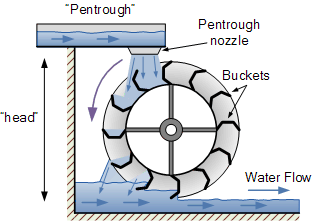 "Pentrough"
Pentrough
nozzle
Buckets
"head"
Water Flow